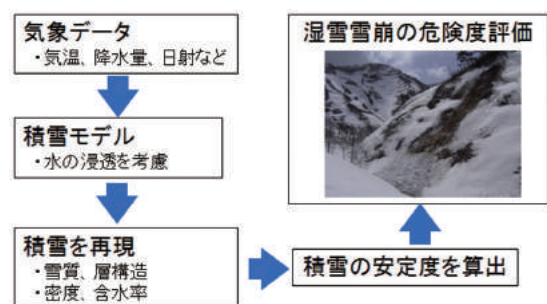 気象データ
・気温、降水量、日射など
積雪モデル
・水の浸透を考慮
積雪を再現
・雪質、層構造
・密度、含水率
積雪の安定度を算出
湿雪雪崩の危険度評価